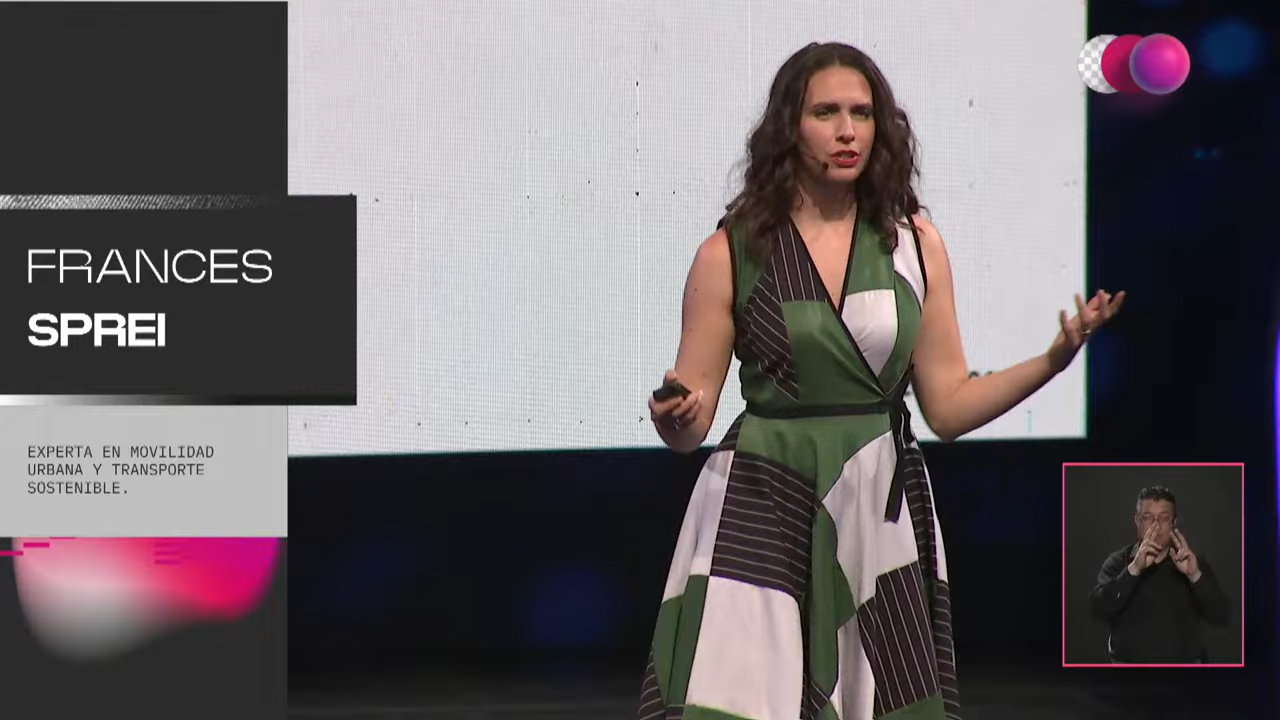 FRANCES
SPREI
EXPERTA EN MOVILIDAD
URBANA Y TRANSPORTE
SOSTENIBLE.